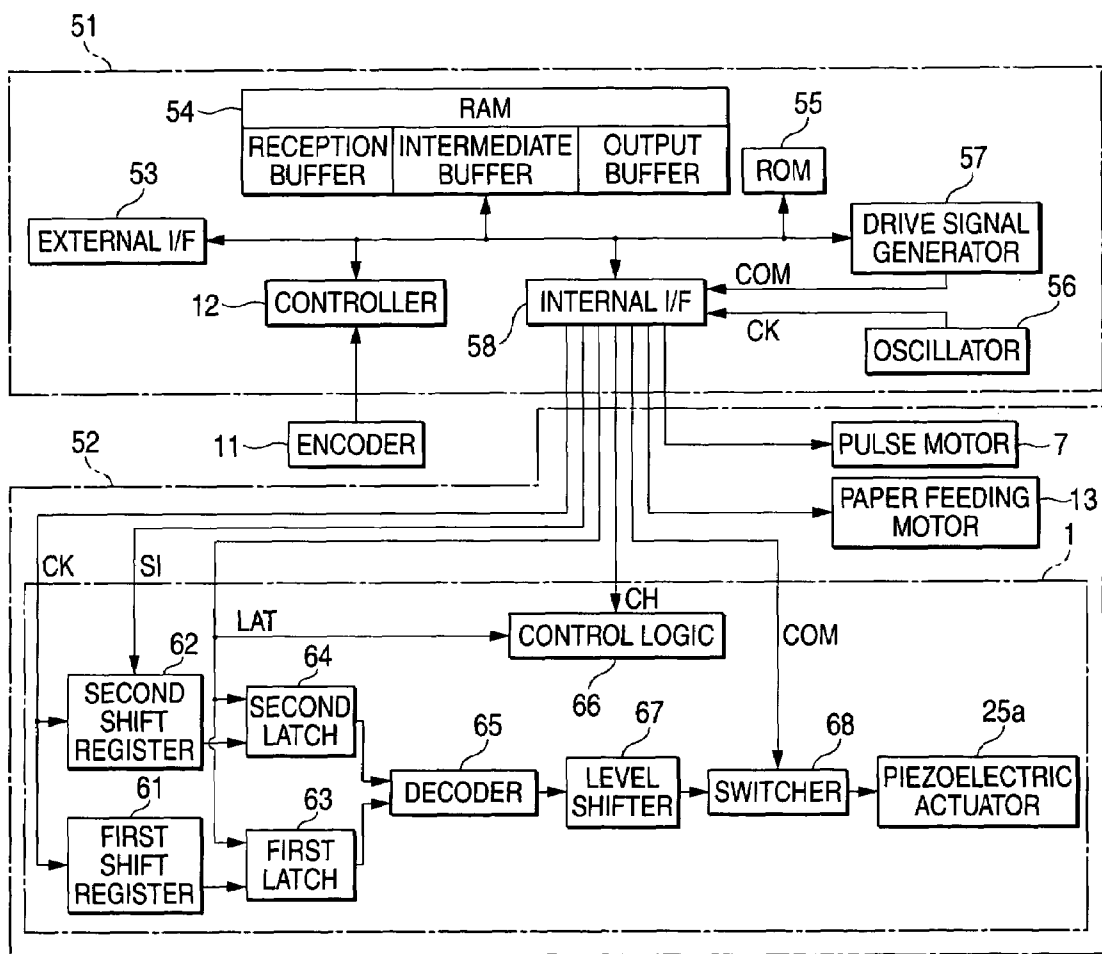 51
54
RAM
RECEPTION
BUFFER
INTERMEDIATE
BUFFER
OUTPUT
BUFFER
55
ROM
53
EXTERNAL I/F
57
DRIVE SIGNAL
GENERATOR
12
CONTROLLER
58
INTERNAL I/F
COM
CK
56
OSCILLATOR
11
ENCODER
52
PULSE MOTOR
7
PAPER FEEDING
MOTOR
13
1
CK
SI
LAT
CH
CONTROL LOGIC
66
COM
62
SECOND
SHIFT
REGISTER
64
SECOND
LATCH
61
FIRST
SHIFT
REGISTER
63
FIRST
LATCH
65
DECODER
67
LEVEL
SHIFTER
68
SWITCHER
25a
PIEZOELECTRIC
ACTUATOR